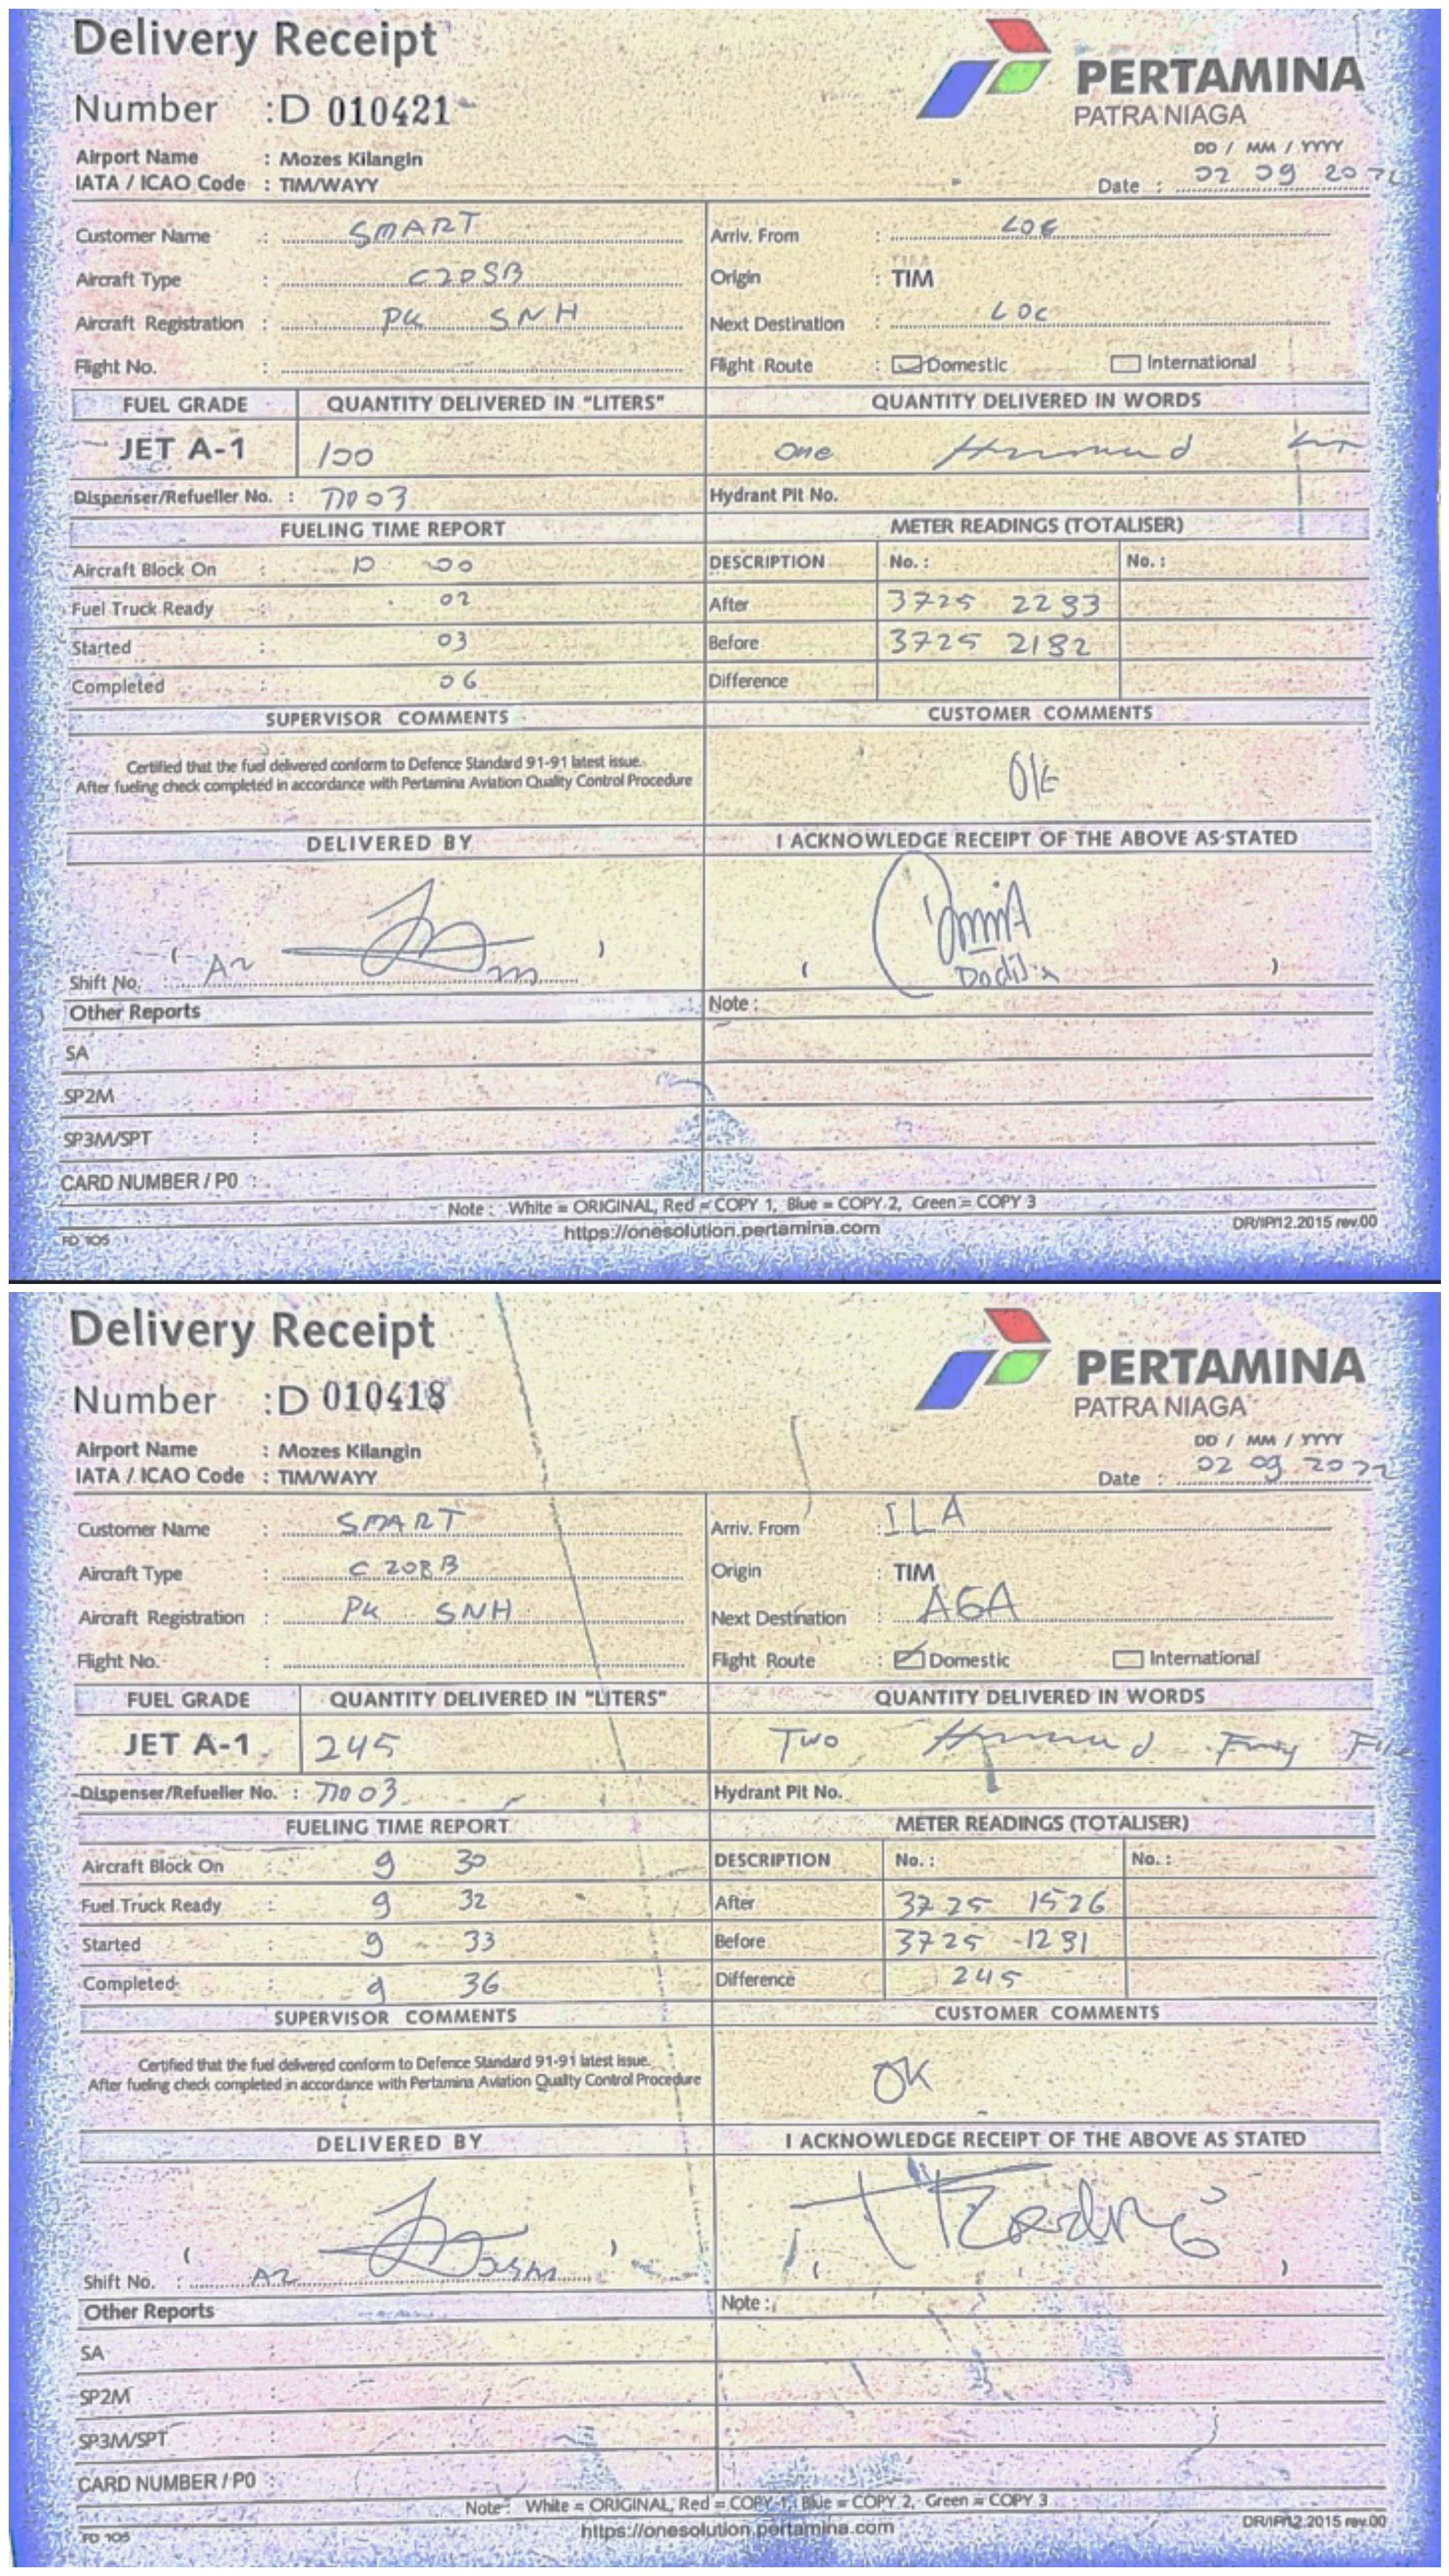 Delivery Receipt
PERTAMINA
PATRA NIAGA
Number : D 010421
Airport Name : Mozes Kilangin
IATA / ICAO Code : TIM/WAYY
DD / MM / YYYY
Date : 02 09 20
Customer Name : SMART
Arriv. From :
Aircraft Type :
Origin : TIM
Aircraft Registration : PK SNH
Next Destination :
Flight No. :
Flight Route : Domestic International
FUEL GRADE QUANTITY DELIVERED IN "LITERS" QUANTITY DELIVERED IN WORDS
JET A-1 100 One
Dispenser/Refueller No. : Hydrant Pit No.
FUELING TIME REPORT METER READINGS (TOTALISER)
Aircraft Block On : 10 00 DESCRIPTION No. : No. :
Fuel Truck Ready : 02 After 3725
Started : 03 Before 3725
Completed : 06 Difference
SUPERVISOR COMMENTS CUSTOMER COMMENTS
Certified that the fuel delivered conform to Defence Standard 91-91 latest issue.
After fueling check completed in accordance with Pertamina Aviation Quality Control Procedure
DELIVERED BY I ACKNOWLEDGE RECEIPT OF THE ABOVE AS STATED
Shift No. : A2
Other Reports Note :
SA :
SP2M
SP3M/SPT :
CARD NUMBER / P0 :
Note : White = ORIGINAL, Red = COPY 1, Blue = COPY 2, Green = COPY 3
FD 105 https://onesolution.pertamina.com DR/IP/12.2015 rev.00
Delivery Receipt
PERTAMINA
PATRA NIAGA
Number : D 010418
Airport Name : Mozes Kilangin
IATA / ICAO Code : TIM/WAYY
DD / MM / YYYY
Date : 02 09 2022
Customer Name : SMART
Arriv. From : ILA
Aircraft Type : C 208 B
Origin : TIM
Aircraft Registration : PK SNH
Next Destination :
Flight No. :
Flight Route : Domestic International
FUEL GRADE QUANTITY DELIVERED IN "LITERS" QUANTITY DELIVERED IN WORDS
JET A-1 245 Two
Dispenser/Refueller No. : Hydrant Pit No.
FUELING TIME REPORT METER READINGS (TOTALISER)
Aircraft Block On : 9 30 DESCRIPTION No. : No. :
Fuel Truck Ready : 9 32 After 3725 1526
Started : 9 33 Before 3725 1281
Completed : 9 36 Difference 245
SUPERVISOR COMMENTS CUSTOMER COMMENTS
Certified that the fuel delivered conform to Defence Standard 91-91 latest issue.
After fueling check completed in accordance with Pertamina Aviation Quality Control Procedure
OK
DELIVERED BY I ACKNOWLEDGE RECEIPT OF THE ABOVE AS STATED
Shift No. : A2
Other Reports Note :
SA :
SP2M :
SP3M/SPT :
CARD NUMBER / P0 :
Note : White = ORIGINAL, Red = COPY 1, Blue = COPY 2, Green = COPY 3
FD 105 https://onesolution.pertamina.com DR/IP/12.2015 rev.00